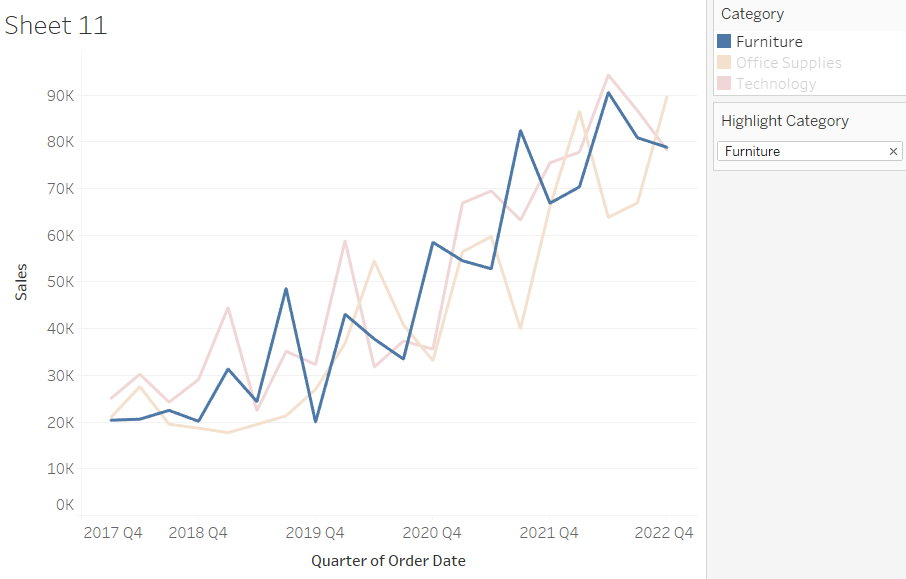 Sheet 11
90K
80K
70K
60K
50K
40K
30K
20K
10K
0K
Sales
2017 Q4 2018 Q4 2019 Q4 2020 Q4 2021 Q4 2022 Q4
Quarter of Order Date
Category
Furniture
Office Supplies
Technology
Highlight Category
Furniture ×